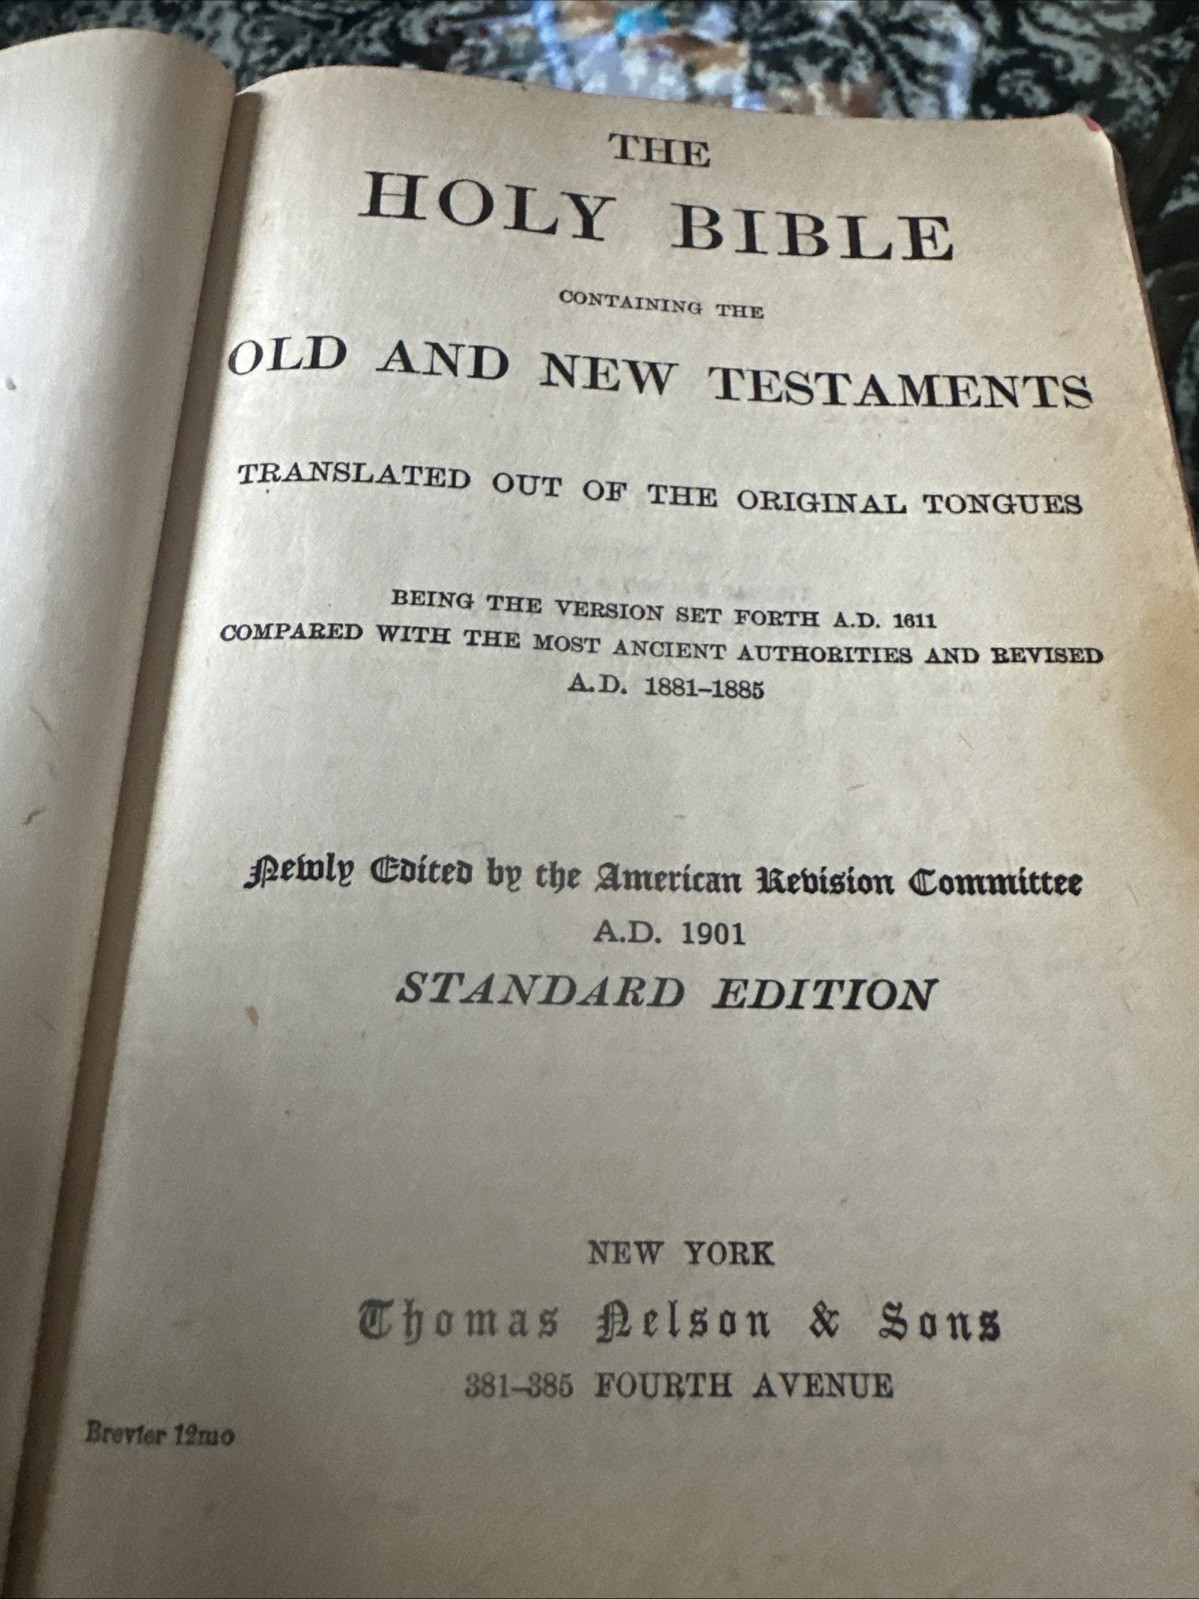 THE
HOLY BIBLE
CONTAINING THE
OLD AND NEW TESTAMENTS
TRANSLATED OUT OF THE ORIGINAL TONGUES
BEING THE VERSION SET FORTH A.D. 1611
COMPARED WITH THE MOST ANCIENT AUTHORITIES AND REVISED
A.D. 1881–1885
Newly Edited by the American Revision Committee
A.D. 1901
STANDARD EDITION
NEW YORK
Thomas Nelson & Sons
381–385 FOURTH AVENUE
Brevier 12mo